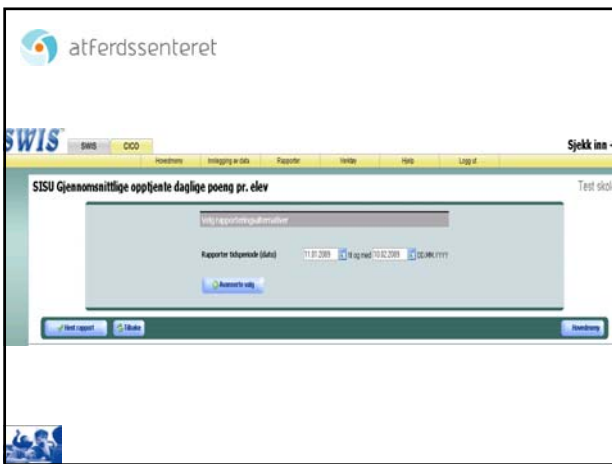 atferdssenteret
SWIS SWIS CICO Sjekk inn -
Hovedmeny Innlegging av data Rapporter Verktøy Hjelp Logg ut
SISU Gjennomsnittlige opptjente daglige poeng pr. elev Test skol
Velg rapporteringsalternativer
Rapporter tidsperiode (dato) 11.01.2009 til og med 10.02.2009 DD.MM.YYYY
Avanserte valg
Hent rapport Tilbake Hovedmeny